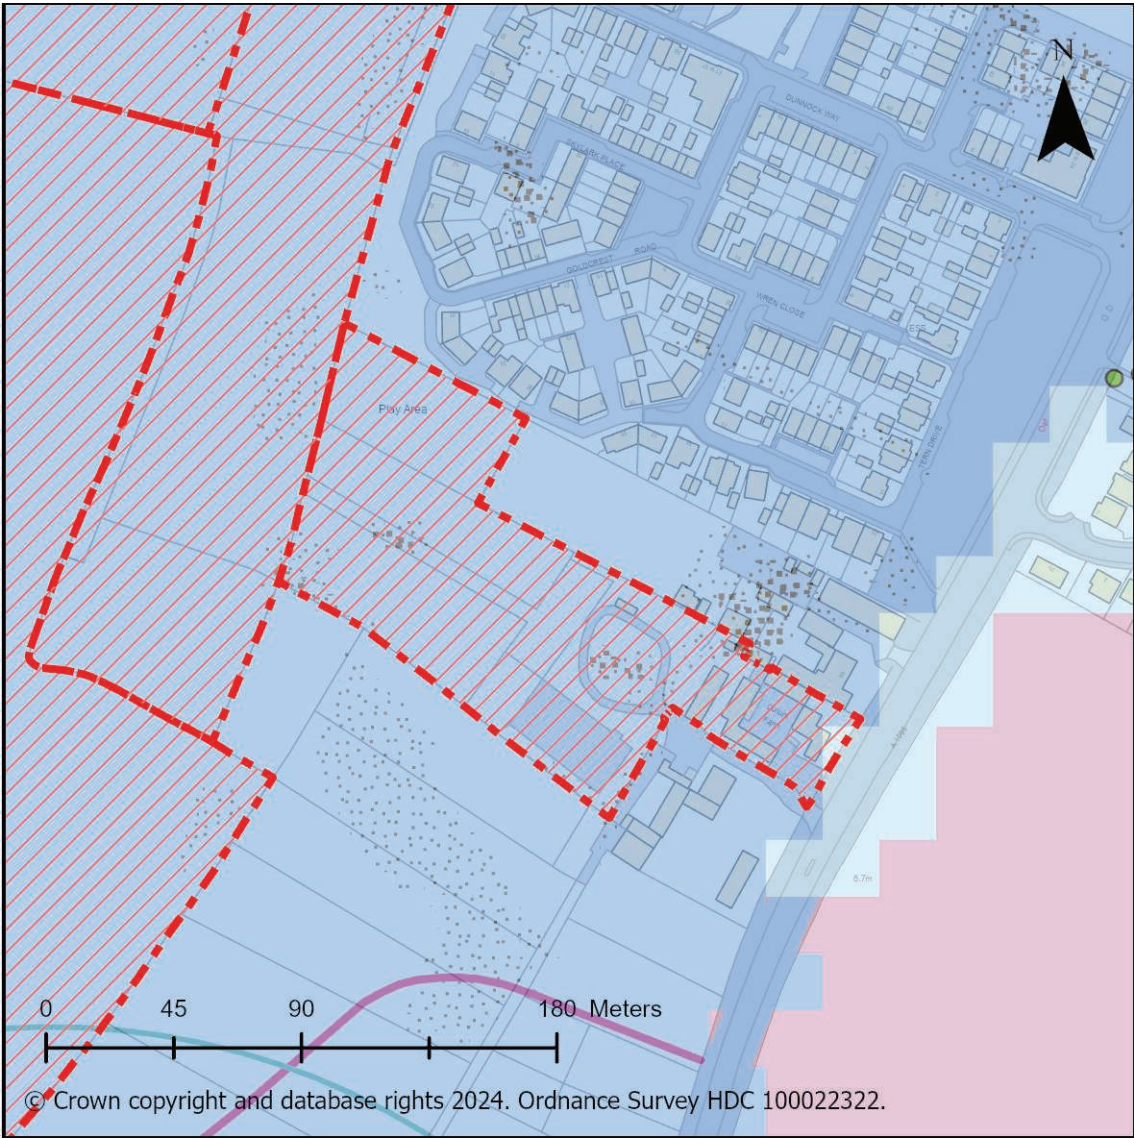 N
DUNNOCK WAY
SKYLARK PLACE
GOLDCREST ROAD
WREN CLOSE
ESS
Play Area
TERN DRIVE
6.7m
0 45 90 180 Meters
© Crown copyright and database rights 2024. Ordnance Survey HDC 100022322.